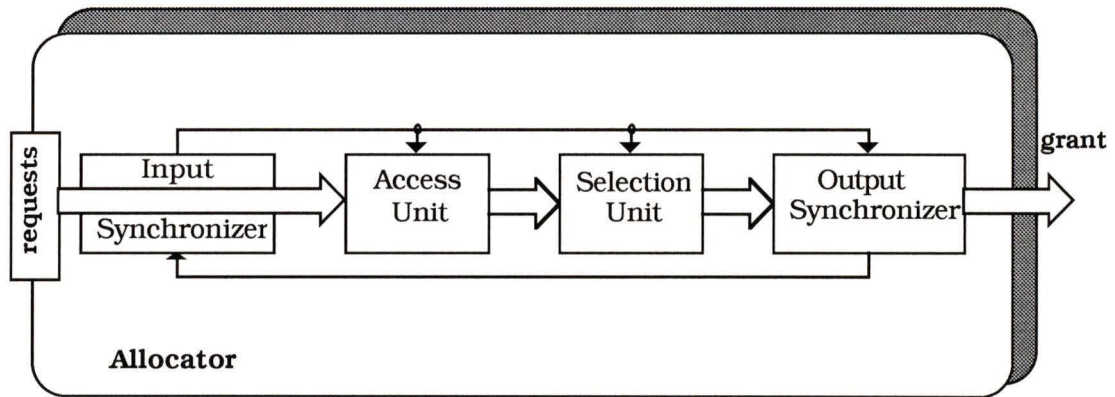 requests
Input
Synchronizer
Access
Unit
Selection
Unit
Output
Synchronizer
grant
Allocator